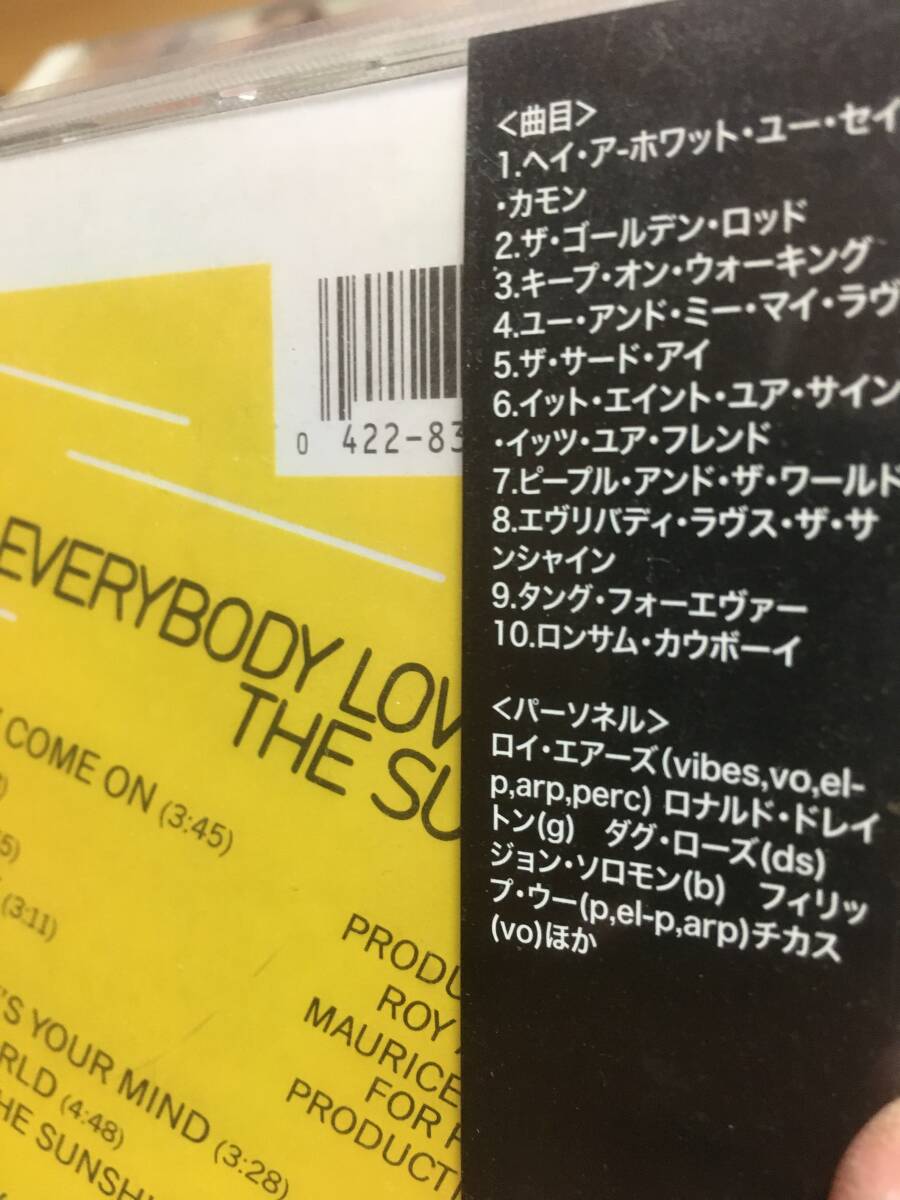 <曲目>
1.ヘイ・ア-ホワット・ユー・セイ
・カモン
2.ザ・ゴールデン・ロッド
3.キープ・オン・ウォーキング
4.ユー・アンド・ミー・マイ・ラヴ
5.ザ・サード・アイ
6.イット・エイント・ユア・サイン
・イッツ・ユア・フレンド
7.ピープル・アンド・ザ・ワールド
8.エヴリバディ・ラヴス・ザ・サ
ンシャイン
9.タング・フォーエヴァー
10.ロンサム・カウボーイ
<パーソネル>
ロイ・エアーズ(vibes,vo,el-
p,arp,perc) ロナルド・ドレイ
トン(g) ダグ・ローズ(ds)
ジョン・ソロモン(b) フィリッ
プ・ウー(p,el-p,arp)チカス
(vo)ほか
0 422-83
EVERYBODY LOV
THE SU
COME ON (3:45)
(3:11)
'S YOUR MIND (3:28)
RLD (4:48)
HE SUNSHI
PRODU
ROY
MAURICE
FOR
PRODUCTI